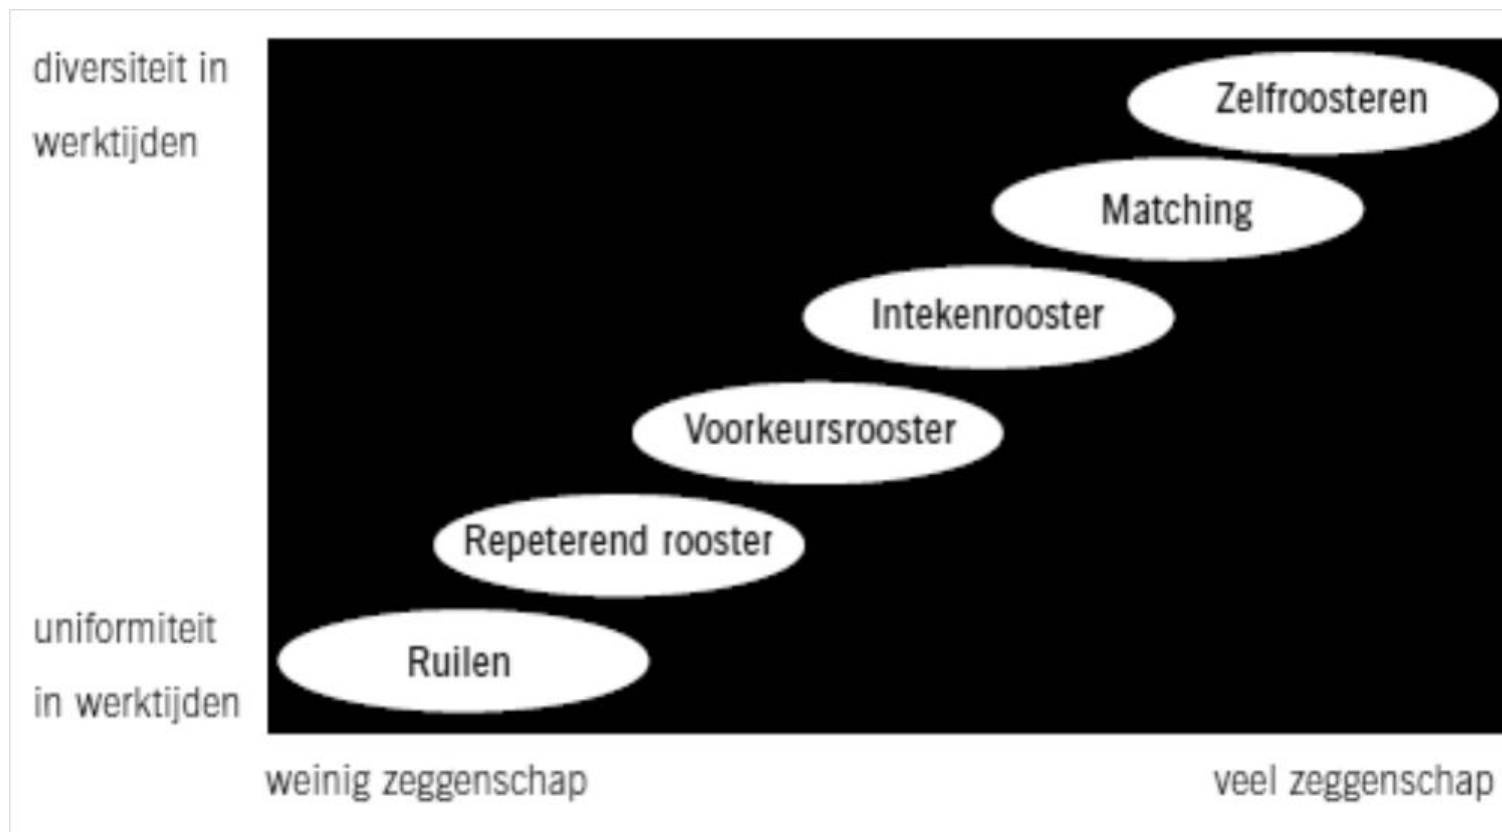 diversiteit in
werktijden
Zelfroosteren
Matching
Intekenrooster
Voorkeursrooster
Repeterend rooster
uniformiteit
in werktijden
Ruilen
weinig zeggenschap
veel zeggenschap